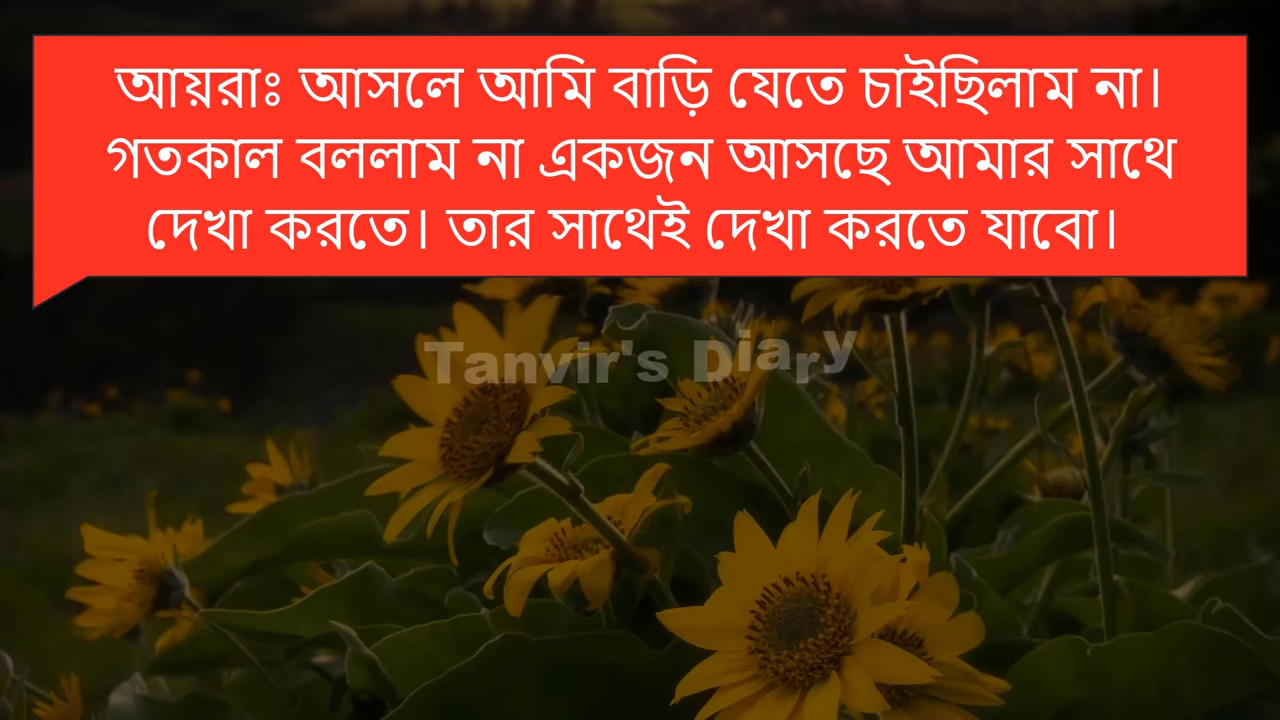 আয়রাঃ আসলে আমি বাড়ি যেতে চাইছিলাম না।
গতকাল বললাম না একজন আসছে আমার সাথে
দেখা করতে। তার সাথেই দেখা করতে যাবো।
Tanvir's Diary